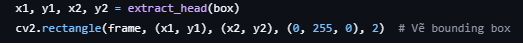 x1, y1, x2, y2 = extract_head(box)
cv2.rectangle(frame, (x1, y1), (x2, y2), (0, 255, 0), 2)  # Vẽ bounding box